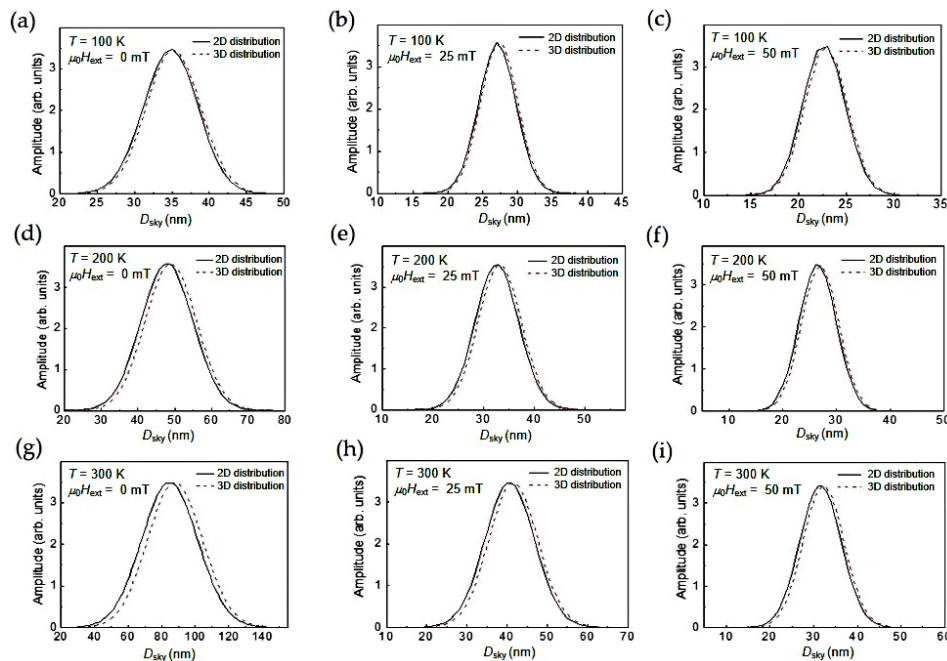 (a)
T = 100 K
μ0Hext = 0 mT
2D distribution
3D distribution
Amplitude (arb. units)
3
2
1
0
20 25 30 35 40 45 50
Dsky (nm)
(b)
T = 100 K
μ0Hext = 25 mT
2D distribution
3D distribution
Amplitude (arb. units)
3
2
1
0
10 15 20 25 30 35 40 45
Dsky (nm)
(c)
T = 100 K
μ0Hext = 50 mT
2D distribution
3D distribution
Amplitude (arb. units)
3
2
1
0
10 15 20 25 30 35
Dsky (nm)
(d)
T = 200 K
μ0Hext = 0 mT
2D distribution
3D distribution
Amplitude (arb. units)
3
2
1
0
20 30 40 50 60 70 80
Dsky (nm)
(e)
T = 200 K
μ0Hext = 25 mT
2D distribution
3D distribution
Amplitude (arb. units)
3
2
1
0
10 20 30 40 50
Dsky (nm)
(f)
T = 200 K
μ0Hext = 50 mT
2D distribution
3D distribution
Amplitude (arb. units)
3
2
1
0
10 20 30 40 50
Dsky (nm)
(g)
T = 300 K
μ0Hext = 0 mT
2D distribution
3D distribution
Amplitude (arb. units)
3
2
1
0
20 40 60 80 100 120 140
Dsky (nm)
(h)
T = 300 K
μ0Hext = 25 mT
2D distribution
3D distribution
Amplitude (arb. units)
3
2
1
0
10 20 30 40 50 60 70
Dsky (nm)
(i)
T = 300 K
μ0Hext = 50 mT
2D distribution
3D distribution
Amplitude (arb. units)
3
2
1
0
10 20 30 40 50 60
Dsky (nm)